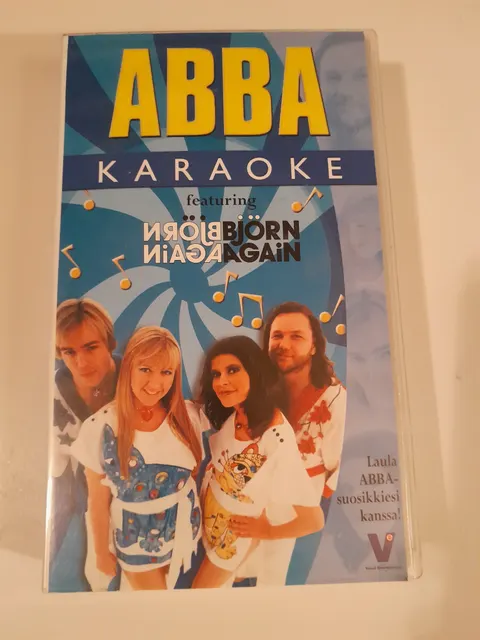 ABBA
KARAOKE
featuring
BJÖRN BJÖRN
AGAiN AGAiN
Laula
ABBA-
suosikkiesi
kanssa!
V